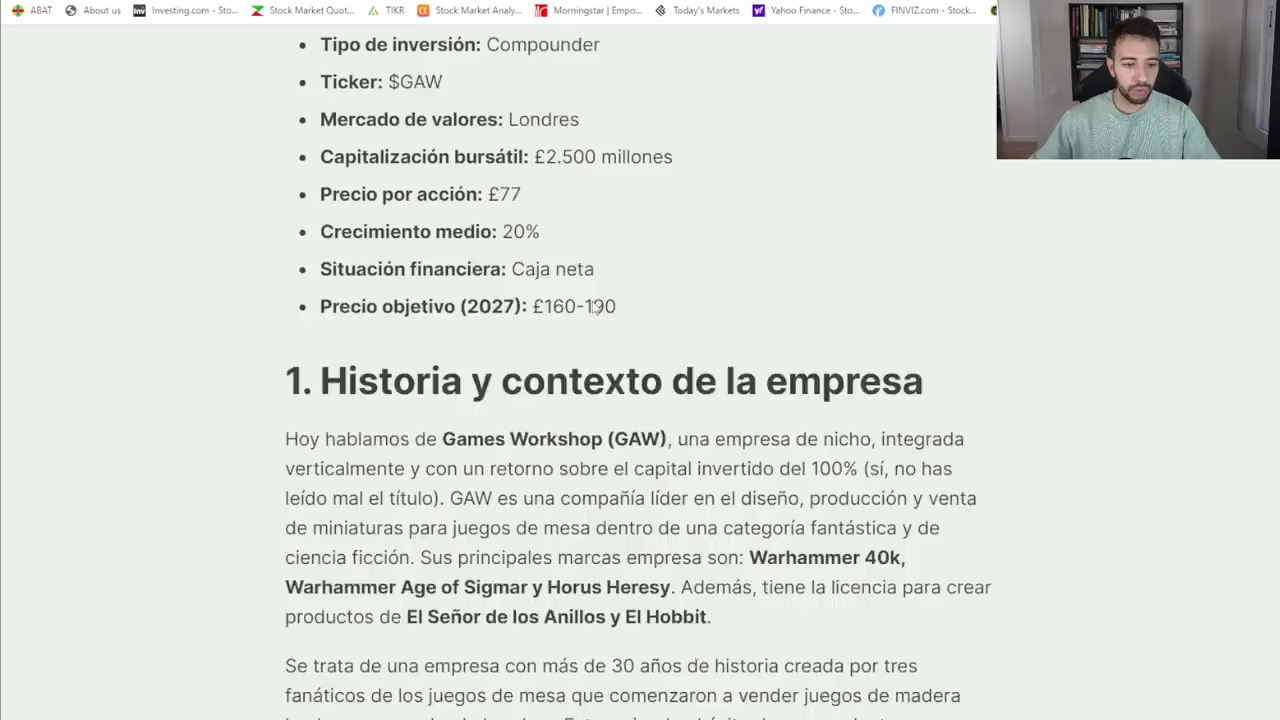 ABAT About us Investing.com - Sto... Stock Market Quot... TIKR Stock Market Analy... Morningstar | Empo... Today's Markets Yahoo Finance - Sto... FINVIZ.com - Stock...
• Tipo de inversión: Compounder
• Ticker: $GAW
• Mercado de valores: Londres
• Capitalización bursátil: £2.500 millones
• Precio por acción: £77
• Crecimiento medio: 20%
• Situación financiera: Caja neta
• Precio objetivo (2027): £160-190
1. Historia y contexto de la empresa
Hoy hablamos de Games Workshop (GAW), una empresa de nicho, integrada
verticalmente y con un retorno sobre el capital invertido del 100% (sí, no has
leído mal el título). GAW es una compañía líder en el diseño, producción y venta
de miniaturas para juegos de mesa dentro de una categoría fantástica y de
ciencia ficción. Sus principales marcas empresa son: Warhammer 40k,
Warhammer Age of Sigmar y Horus Heresy. Además, tiene la licencia para crear
productos de El Señor de los Anillos y El Hobbit.
Se trata de una empresa con más de 30 años de historia creada por tres
fanáticos de los juegos de mesa que comenzaron a vender juegos de madera